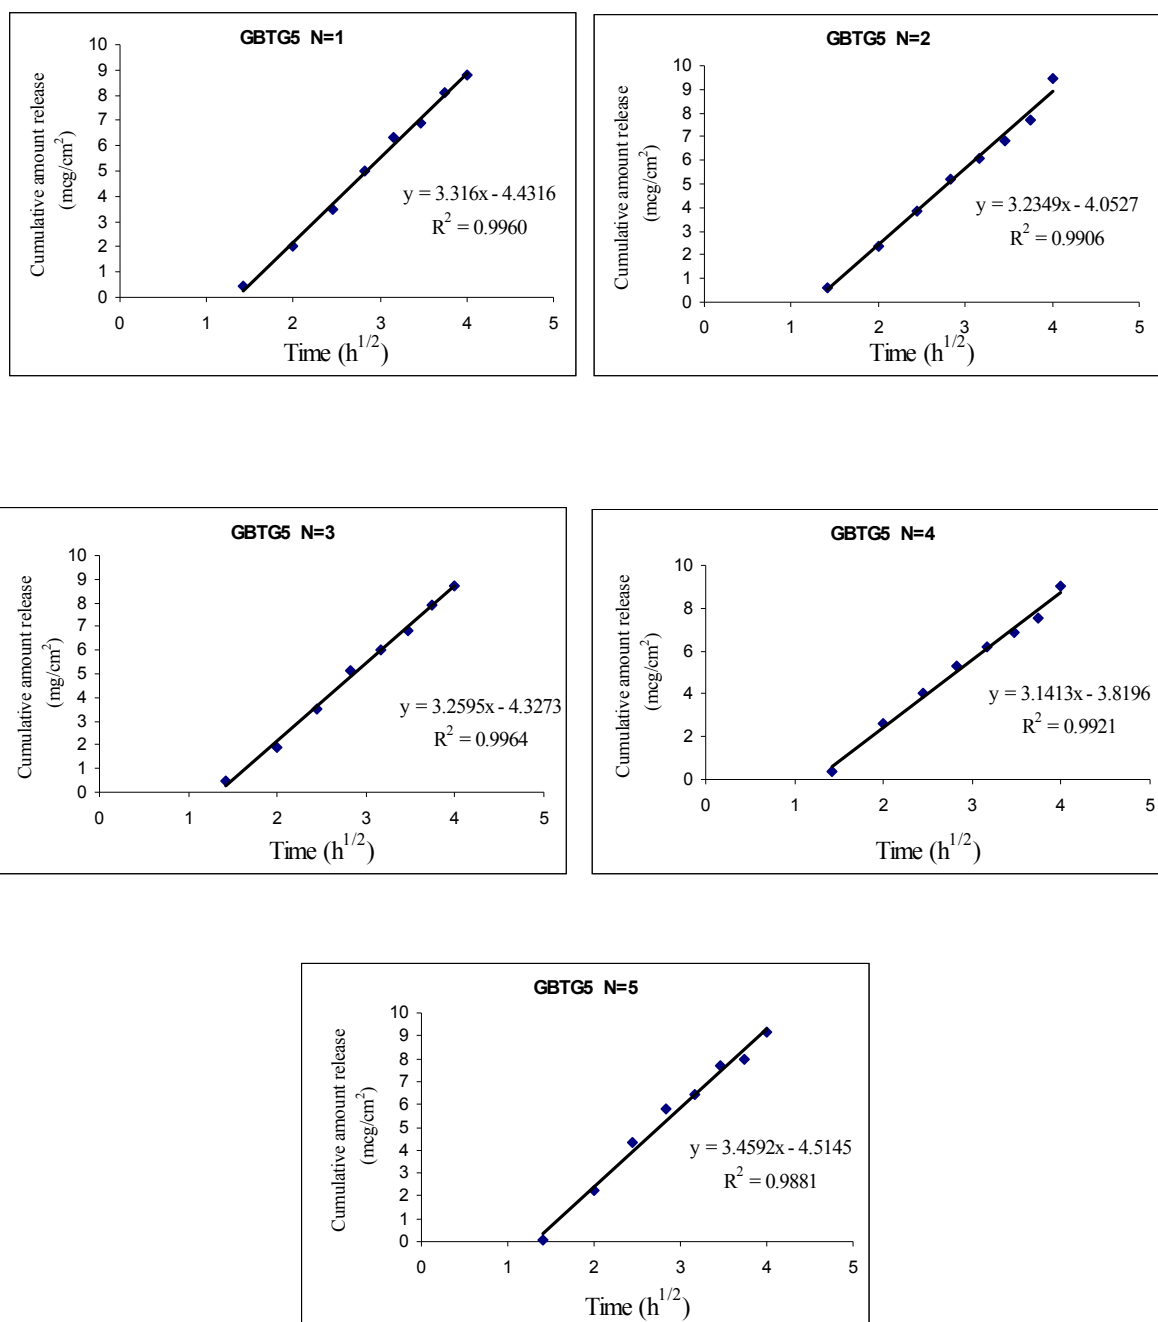 GBTG5 N=1
Cumulative amount release
(mcg/cm²)
10
9
8
7
6
5
4
3
2
1
0
y = 3.316x - 4.4316
R² = 0.9960
0 1 2 3 4 5
Time (h^1/2)
GBTG5 N=2
Cumulative amount release
(mcg/cm²)
10
9
8
7
6
5
4
3
2
1
0
y = 3.2349x - 4.0527
R² = 0.9906
0 1 2 3 4 5
Time (h^1/2)
GBTG5 N=3
Cumulative amount release
(mg/cm²)
10
9
8
7
6
5
4
3
2
1
0
y = 3.2595x - 4.3273
R² = 0.9964
0 1 2 3 4 5
Time (h^1/2)
GBTG5 N=4
Cumulative amount release
(mcg/cm²)
10
8
6
4
2
0
y = 3.1413x - 3.8196
R² = 0.9921
0 1 2 3 4 5
Time (h^1/2)
GBTG5 N=5
Cumulative amount release
(mcg/cm²)
10
9
8
7
6
5
4
3
2
1
0
y = 3.4592x - 4.5145
R² = 0.9881
0 1 2 3 4 5
Time (h^1/2)